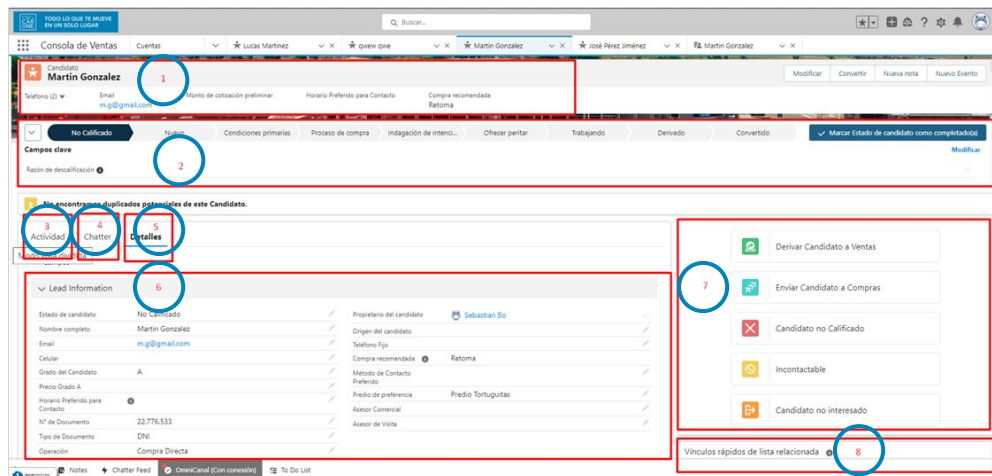 CAR ONE TODO LO QUE TE MUEVE
EN UN SOLO LUGAR
Buscar...
Consola de Ventas Cuentas Lucas Martinez qwew qwe Martin Gonzalez José Pérez Jiménez Martin Gonzalez
Candidato
Martin Gonzalez
1
Modificar Convertir Nueva nota Nuevo Evento
Teléfono (2) Email Monto de cotización preliminar Horario Preferido para Contacto Compra recomendada
m.g@gmail.com Retoma
No Calificado Nuevo Condiciones primarias Proceso de compra Indagación de intenci... Ofrecer peritar Trabajando Derivado Convertido Marcar Estado de candidato como completado(a)
Campos clave Modificar
2
Razón de descalificación
No encontramos duplicados potenciales de este Candidato.
3 4 5
Actividad Chatter Detalles
Lead Information 6
Estado de candidato No Calificado
Nombre completo Martin Gonzalez
Email m.g@gmail.com
Celular
Grado del Candidato A
Precio Grado A
Horario Preferido para
Contacto
N° de Documento 22.776.533
Tipo de Documento DNI
Operación Compra Directa
Propietario del candidato Sebastian Bo
Origen del candidato
Teléfono Fijo
Compra recomendada Retoma
Método de Contacto
Preferido
Predio de preferencia Predio Tortuguitas
Asesor Comercial
Asesor de Visita
7
Derivar Candidato a Ventas
Enviar Candidato a Compras
Candidato no Calificado
Incontactable
Candidato no interesado
Vínculos rápidos de lista relacionada 8
Notes Chatter Feed OmniCanal (Con conexión) To Do List